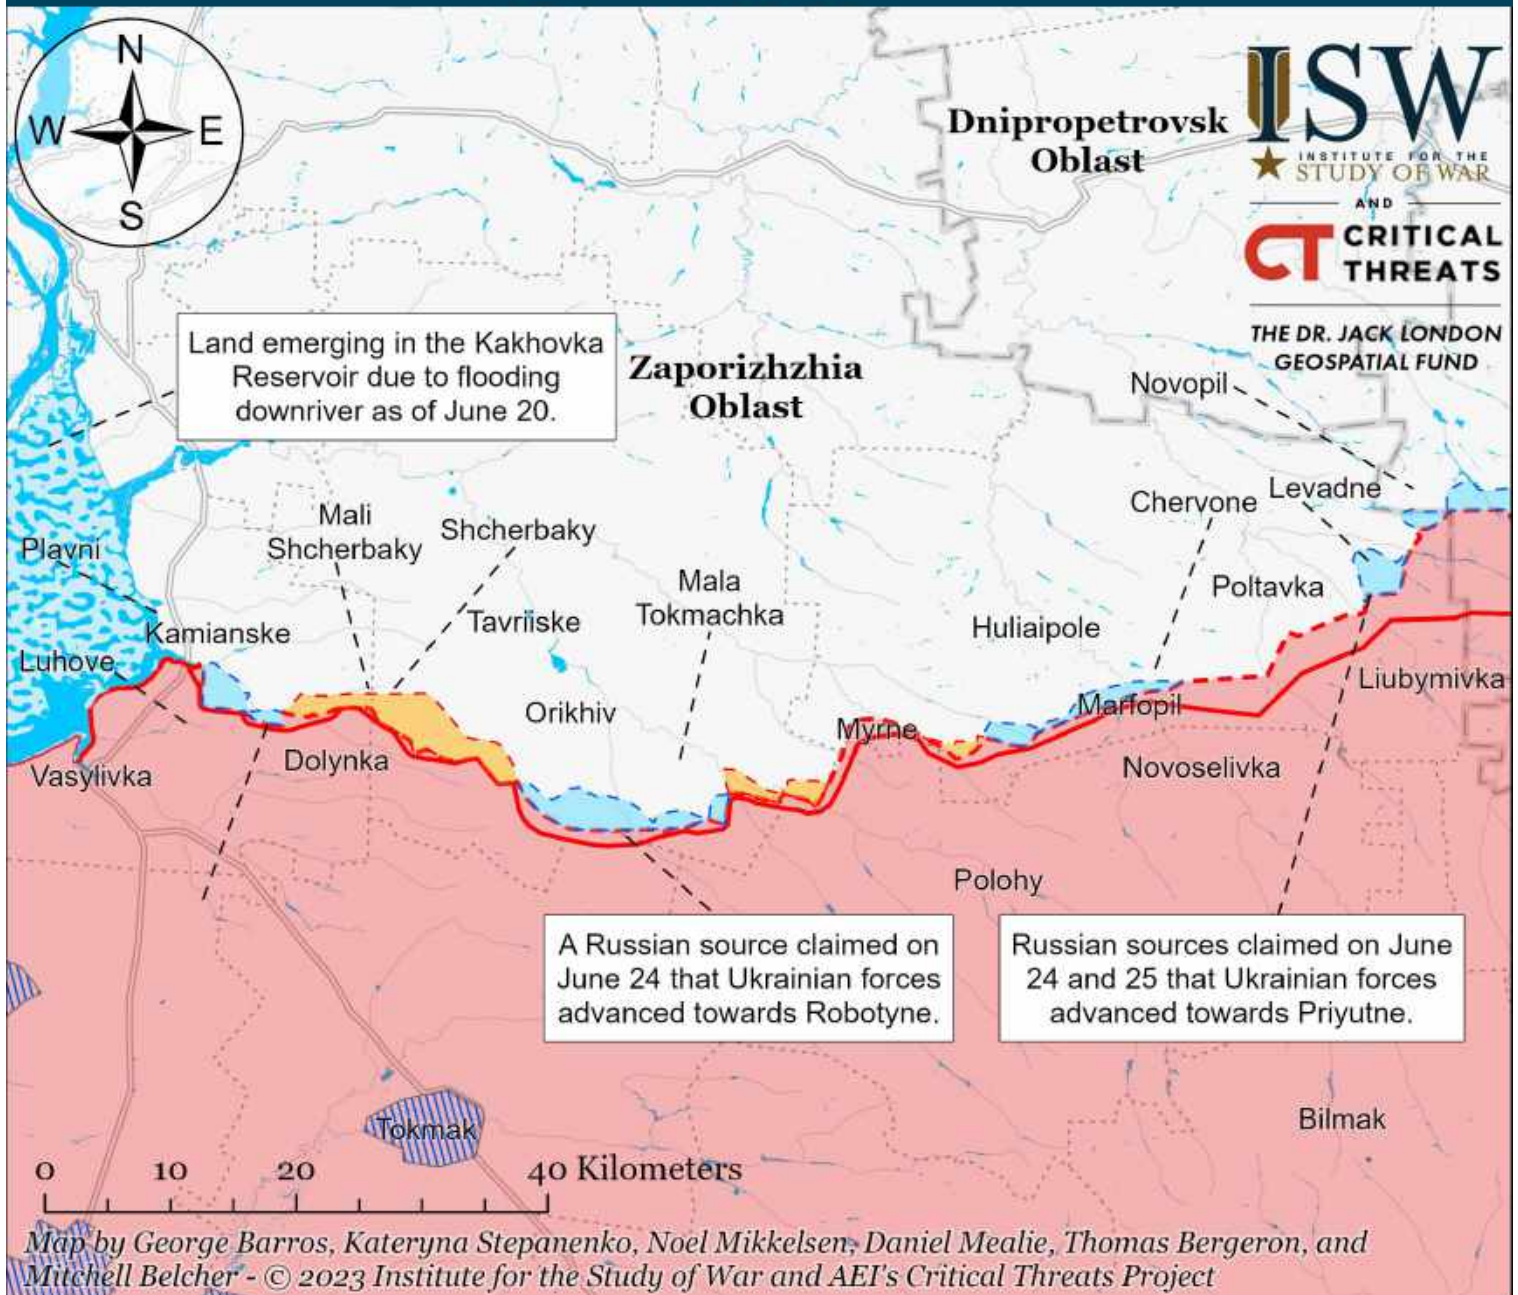 N
W
E
S
ISW
INSTITUTE FOR THE
STUDY OF WAR
AND
CT CRITICAL
THREATS
THE DR. JACK LONDON
GEOSPATIAL FUND
Dnipropetrovsk
Oblast
Land emerging in the Kakhovka
Reservoir due to flooding
downriver as of June 20.
Zaporizhzhia
Oblast
Novopil
Levadne
Chervone
Mali
Shcherbaky
Shcherbaky
Plavni
Mala
Tokmachka
Poltavka
Tavriiske
Huliaipole
Kamianske
Luhove
Liubymivka
Orikhiv
Marfopil
Myrne
Dolynka
Vasylivka
Novoselivka
Polohy
A Russian source claimed on
June 24 that Ukrainian forces
advanced towards Robotyne.
Russian sources claimed on June
24 and 25 that Ukrainian forces
advanced towards Priyutne.
Tokmak
Bilmak
0 10 20 40 Kilometers
Map by George Barros, Kateryna Stepanenko, Noel Mikkelsen, Daniel Mealie, Thomas Bergeron, and
Mitchell Belcher - © 2023 Institute for the Study of War and AEI's Critical Threats Project